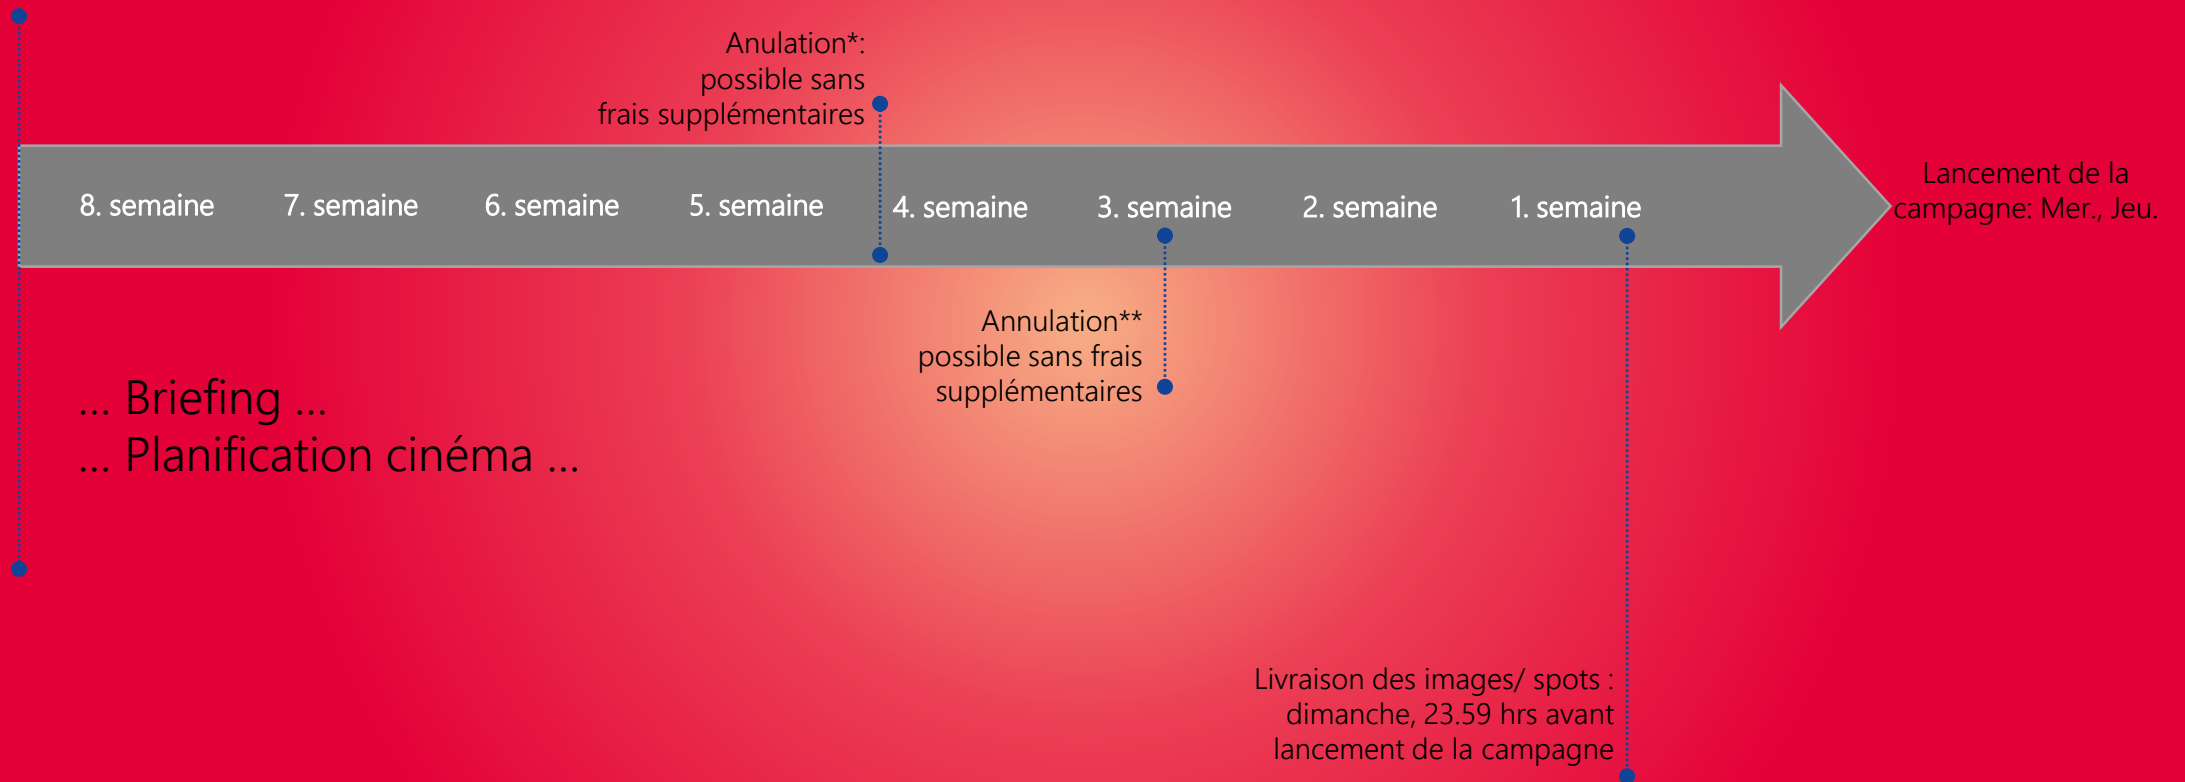 Anulation*:
possible sans
frais supplémentaires
8. semaine
7. semaine
6. semaine
5. semaine
4. semaine
3. semaine
2. semaine
1. semaine
Lancement de la
campagne: Mer., Jeu.
Annulation**
possible sans frais
supplémentaires
... Briefing ...
... Planification cinéma ...
Livraison des images/ spots :
dimanche, 23.59 hrs avant
lancement de la campagne